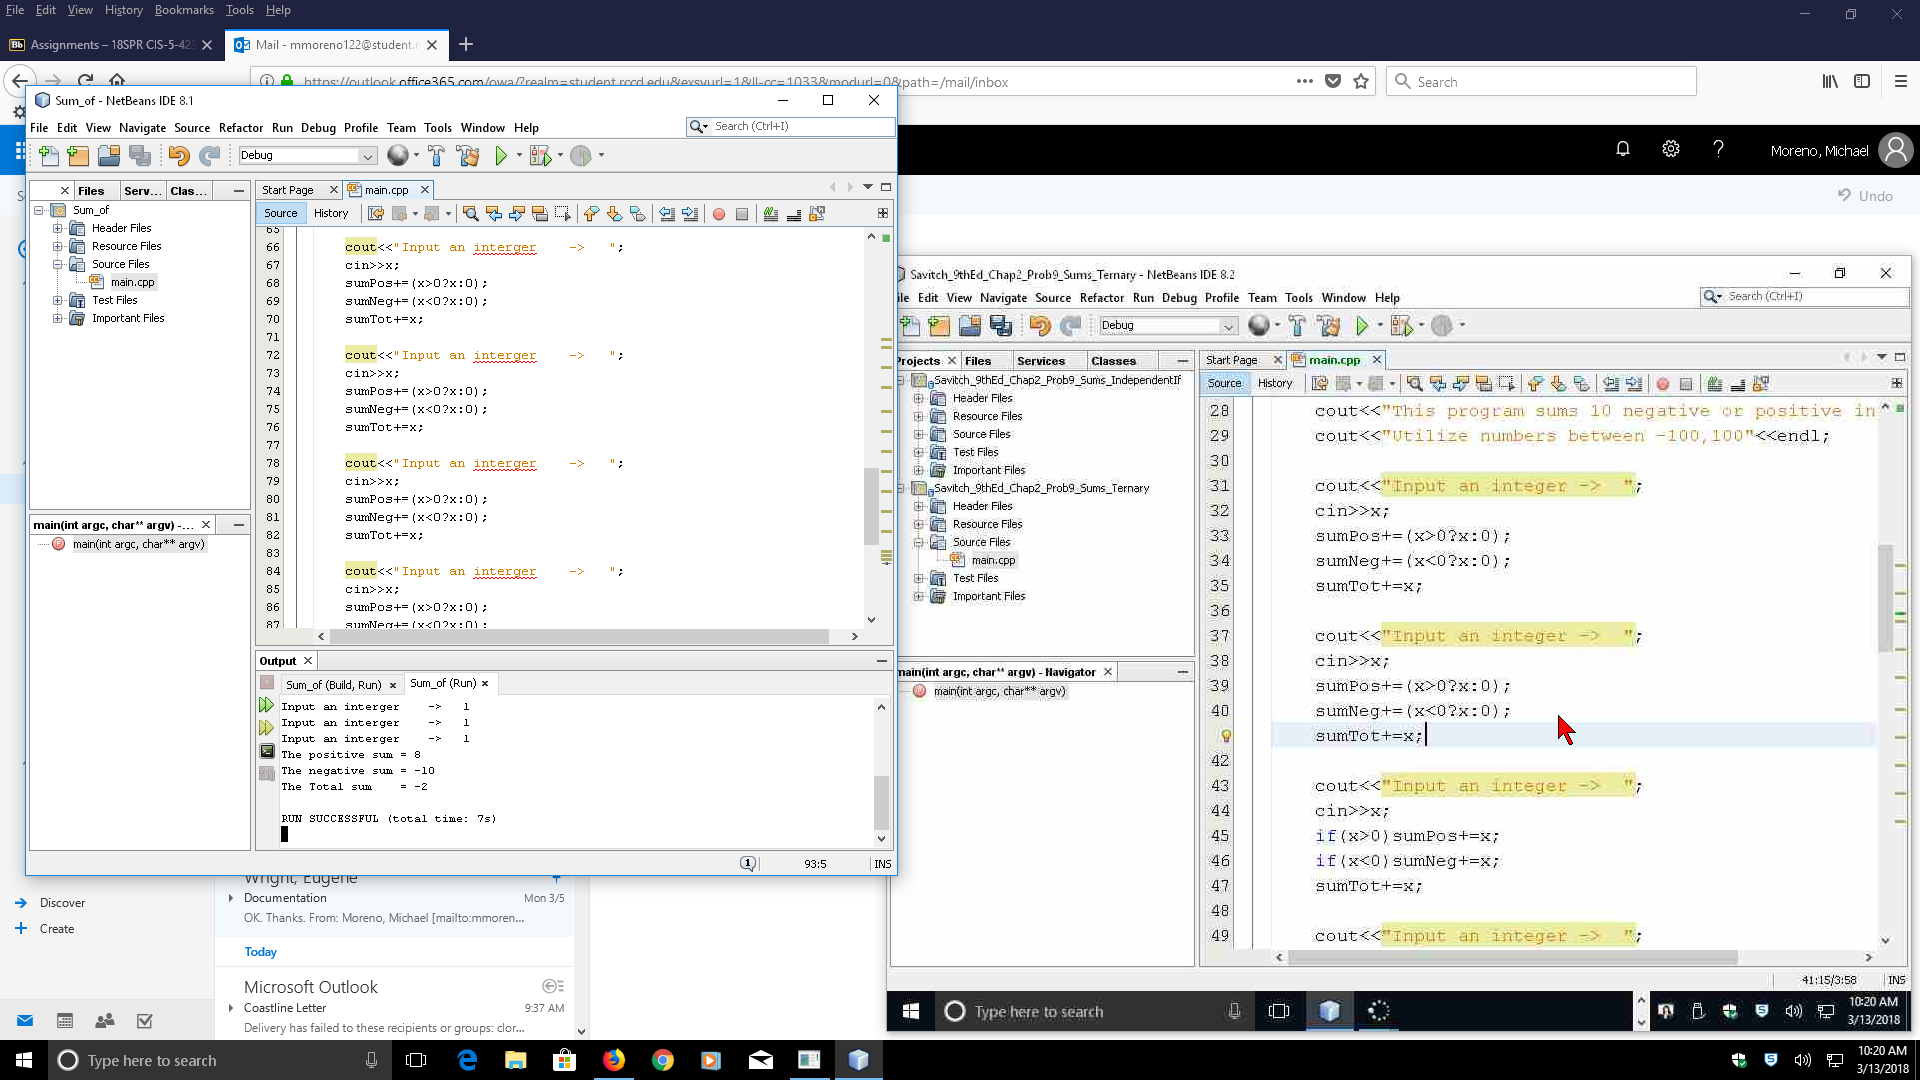 File Edit View History Bookmarks Tools Help
Assignments – 18SPR CIS-5-42
Mail - mmoreno122@student.
https://outlook.office365.com/owa/?realm=student.rccd.edu&exsvurl=1&ll-cc=1033&modurl=0&path=/mail/inbox
Search
Moreno, Michael
Undo
Sum_of - NetBeans IDE 8.1
File Edit View Navigate Source Refactor Run Debug Profile Team Tools Window Help
Search (Ctrl+I)
Debug
Files Serv... Clas...
Sum_of
Header Files
Resource Files
Source Files
main.cpp
Test Files
Important Files
main(int argc, char** argv) -...
main(int argc, char** argv)
Start Page main.cpp
Source History
65
66 cout<<"Input an interger    ->   ";
67 cin>>x;
68 sumPos+=(x>0?x:0);
69 sumNeg+=(x<0?x:0);
70 sumTot+=x;
71
72 cout<<"Input an interger    ->   ";
73 cin>>x;
74 sumPos+=(x>0?x:0);
75 sumNeg+=(x<0?x:0);
76 sumTot+=x;
77
78 cout<<"Input an interger    ->   ";
79 cin>>x;
80 sumPos+=(x>0?x:0);
81 sumNeg+=(x<0?x:0);
82 sumTot+=x;
83
84 cout<<"Input an interger    ->   ";
85 cin>>x;
86 sumPos+=(x>0?x:0);
87 sumNeg+=(x<0?x:0);
Output
Sum_of (Build, Run) Sum_of (Run)
Input an interger    ->   1
Input an interger    ->   1
Input an interger    ->   1
The positive sum = 8
The negative sum = -10
The Total sum    = -2
RUN SUCCESSFUL (total time: 7s)
93:5 INS
Savitch_9thEd_Chap2_Prob9_Sums_Ternary - NetBeans IDE 8.2
ile Edit View Navigate Source Refactor Run Debug Profile Team Tools Window Help
Search (Ctrl+I)
Debug
Projects Files Services Classes
Savitch_9thEd_Chap2_Prob9_Sums_IndependentIf
Header Files
Resource Files
Source Files
Test Files
Important Files
Savitch_9thEd_Chap2_Prob9_Sums_Ternary
Header Files
Resource Files
Source Files
main.cpp
Test Files
Important Files
main(int argc, char** argv) - Navigator
main(int argc, char** argv)
Start Page main.cpp
Source History
28 cout<<"This program sums 10 negative or positive in
29 cout<<"Utilize numbers between -100,100"<<endl;
30
31 cout<<"Input an integer ->  ";
32 cin>>x;
33 sumPos+=(x>0?x:0);
34 sumNeg+=(x<0?x:0);
35 sumTot+=x;
36
37 cout<<"Input an integer ->  ";
38 cin>>x;
39 sumPos+=(x>0?x:0);
40 sumNeg+=(x<0?x:0);
sumTot+=x;
42
43 cout<<"Input an integer ->  ";
44 cin>>x;
45 if(x>0)sumPos+=x;
46 if(x<0)sumNeg+=x;
47 sumTot+=x;
48
49 cout<<"Input an integer ->  ";
41:15/3:58 INS
Type here to search
10:20 AM
3/13/2018
Discover
Create
Wright, Eugene
Documentation Mon 3/5
OK. Thanks. From: Moreno, Michael [mailto:mmoren...
Today
Microsoft Outlook
Coastline Letter 9:37 AM
Delivery has failed to these recipients or groups: clor...
Type here to search
10:20 AM
3/13/2018